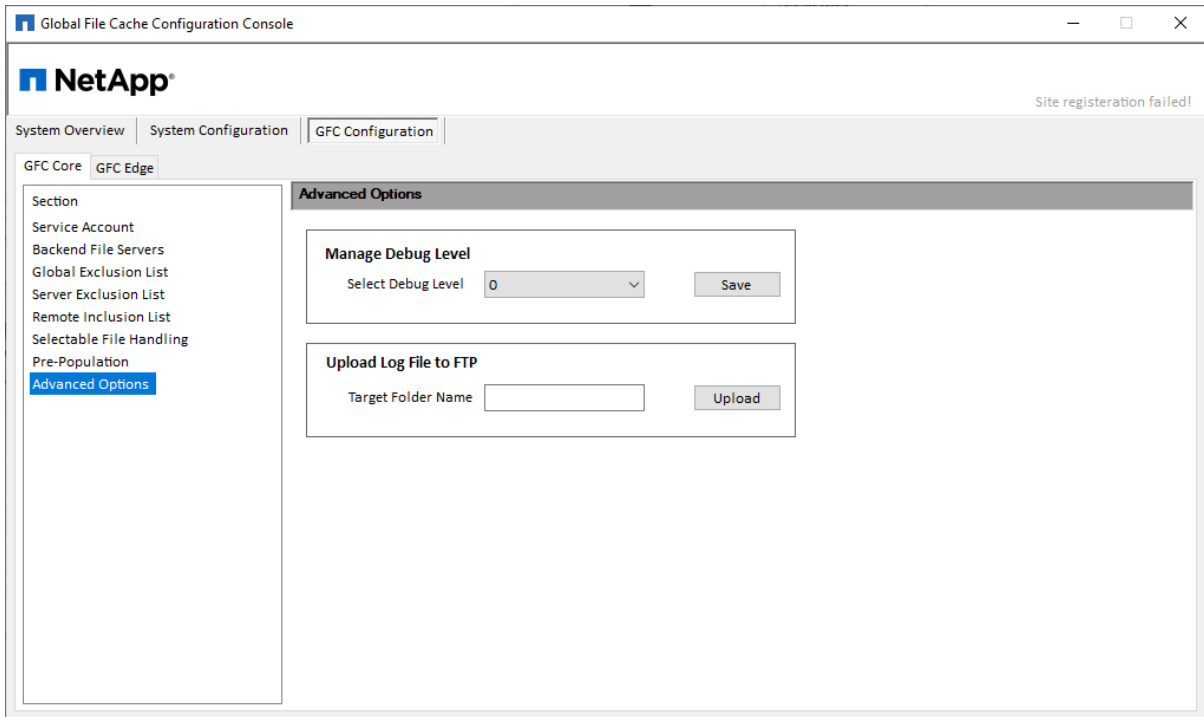 Global File Cache Configuration Console
NetApp®
Site registeration failed!
System Overview System Configuration GFC Configuration
GFC Core GFC Edge
Section
Service Account
Backend File Servers
Global Exclusion List
Server Exclusion List
Remote Inclusion List
Selectable File Handling
Pre-Population
Advanced Options
Advanced Options
Manage Debug Level
Select Debug Level 0 Save
Upload Log File to FTP
Target Folder Name Upload